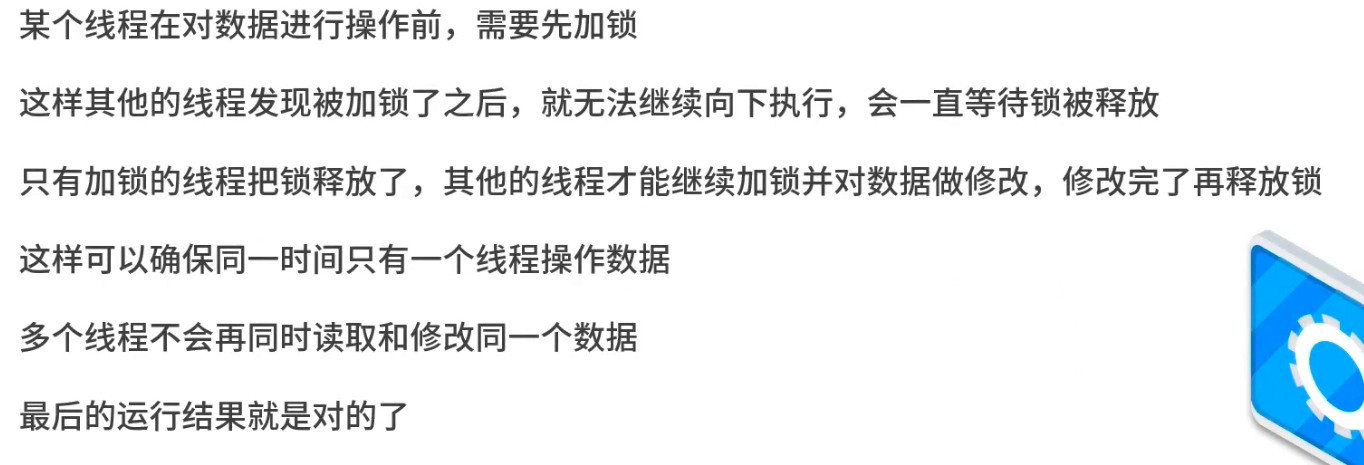 某个线程在对数据进行操作前，需要先加锁
这样其他的线程发现被加锁了之后，就无法继续向下执行，会一直等待锁被释放
只有加锁的线程把锁释放了，其他的线程才能继续加锁并对数据做修改，修改完了再释放锁
这样可以确保同一时间只有一个线程操作数据
多个线程不会再同时读取和修改同一个数据
最后的运行结果就是对的了